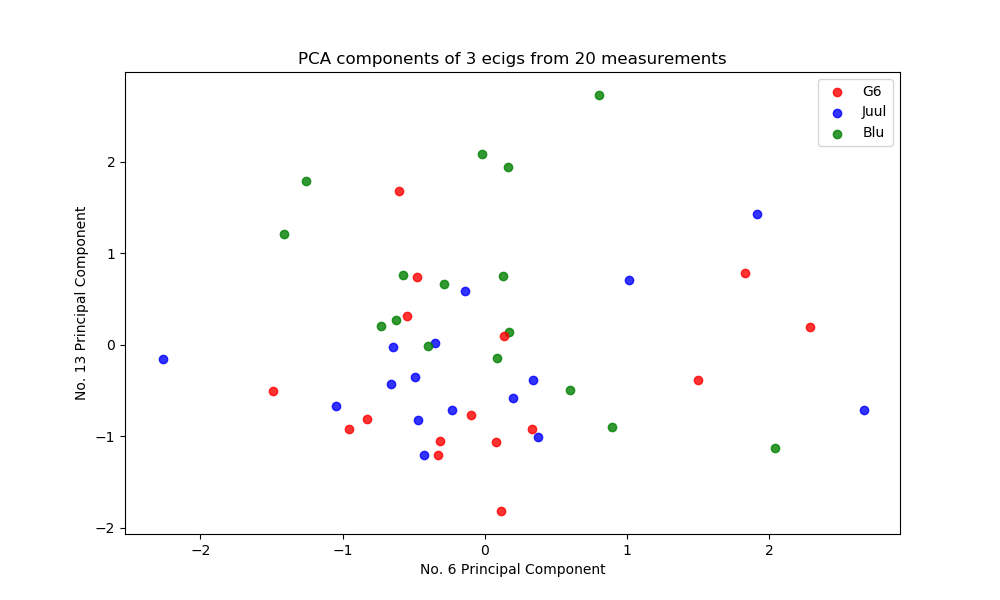 PCA components of 3 ecigs from 20 measurements
G6
Juul
Blu
No. 13 Principal Component
2
1
0
−1
−2
−2
−1
0
1
2
No. 6 Principal Component